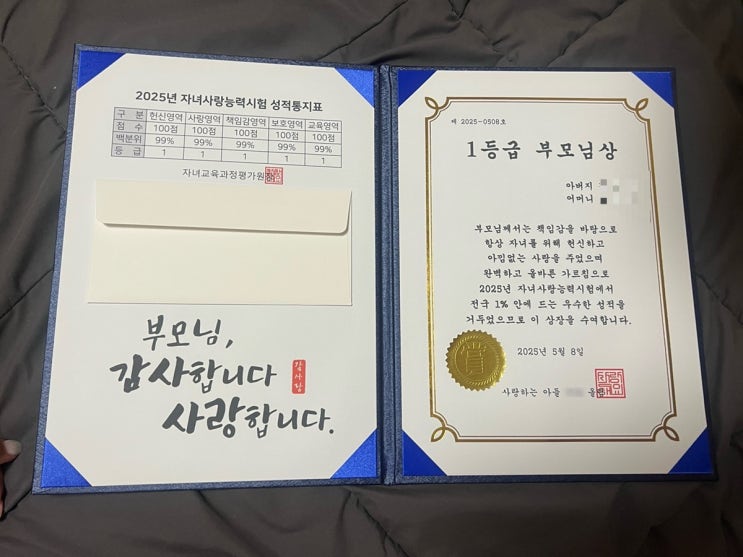 2025년 자녀사랑능력시험 성적통지표
구 분 헌신영역 사랑영역 책임감영역 보호영역 교육영역
점 수 100점 100점 100점 100점 100점
백분위 99% 99% 99% 99% 99%
등 급 1 1 1 1 1
자녀교육과정평가원
부모님,
감사합니다
감사장
사랑합니다.
제 2025-0508호
1등급 부모님상
아버지
어머니
부모님께서는 책임감을 바탕으로
항상 자녀를 위해 헌신하고
아낌없는 사랑을 주었으며
완벽하고 올바른 가르침으로
2025년 자녀사랑능력시험에서
전국 1% 안에 드는 우수한 성적을
거두었으므로 이 상장을 수여합니다.
賞
2025년 5월 8일
사랑하는 아들 올림